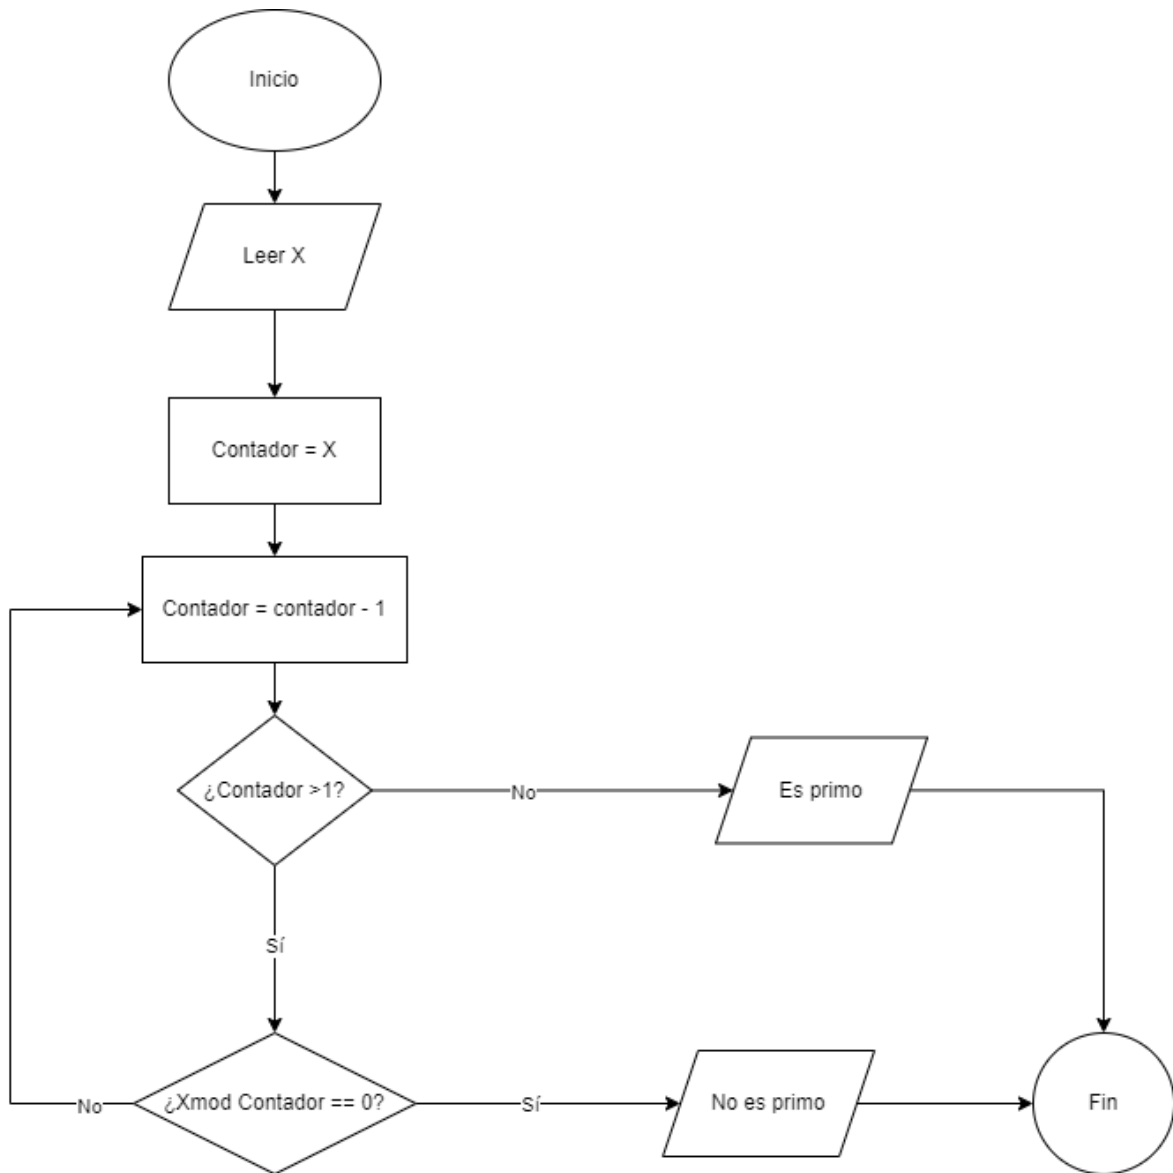 Inicio
Leer X
Contador = X
Contador = contador - 1
¿Contador >1?
No
Es primo
Sí
¿Xmod Contador == 0?
No
Sí
No es primo
Fin